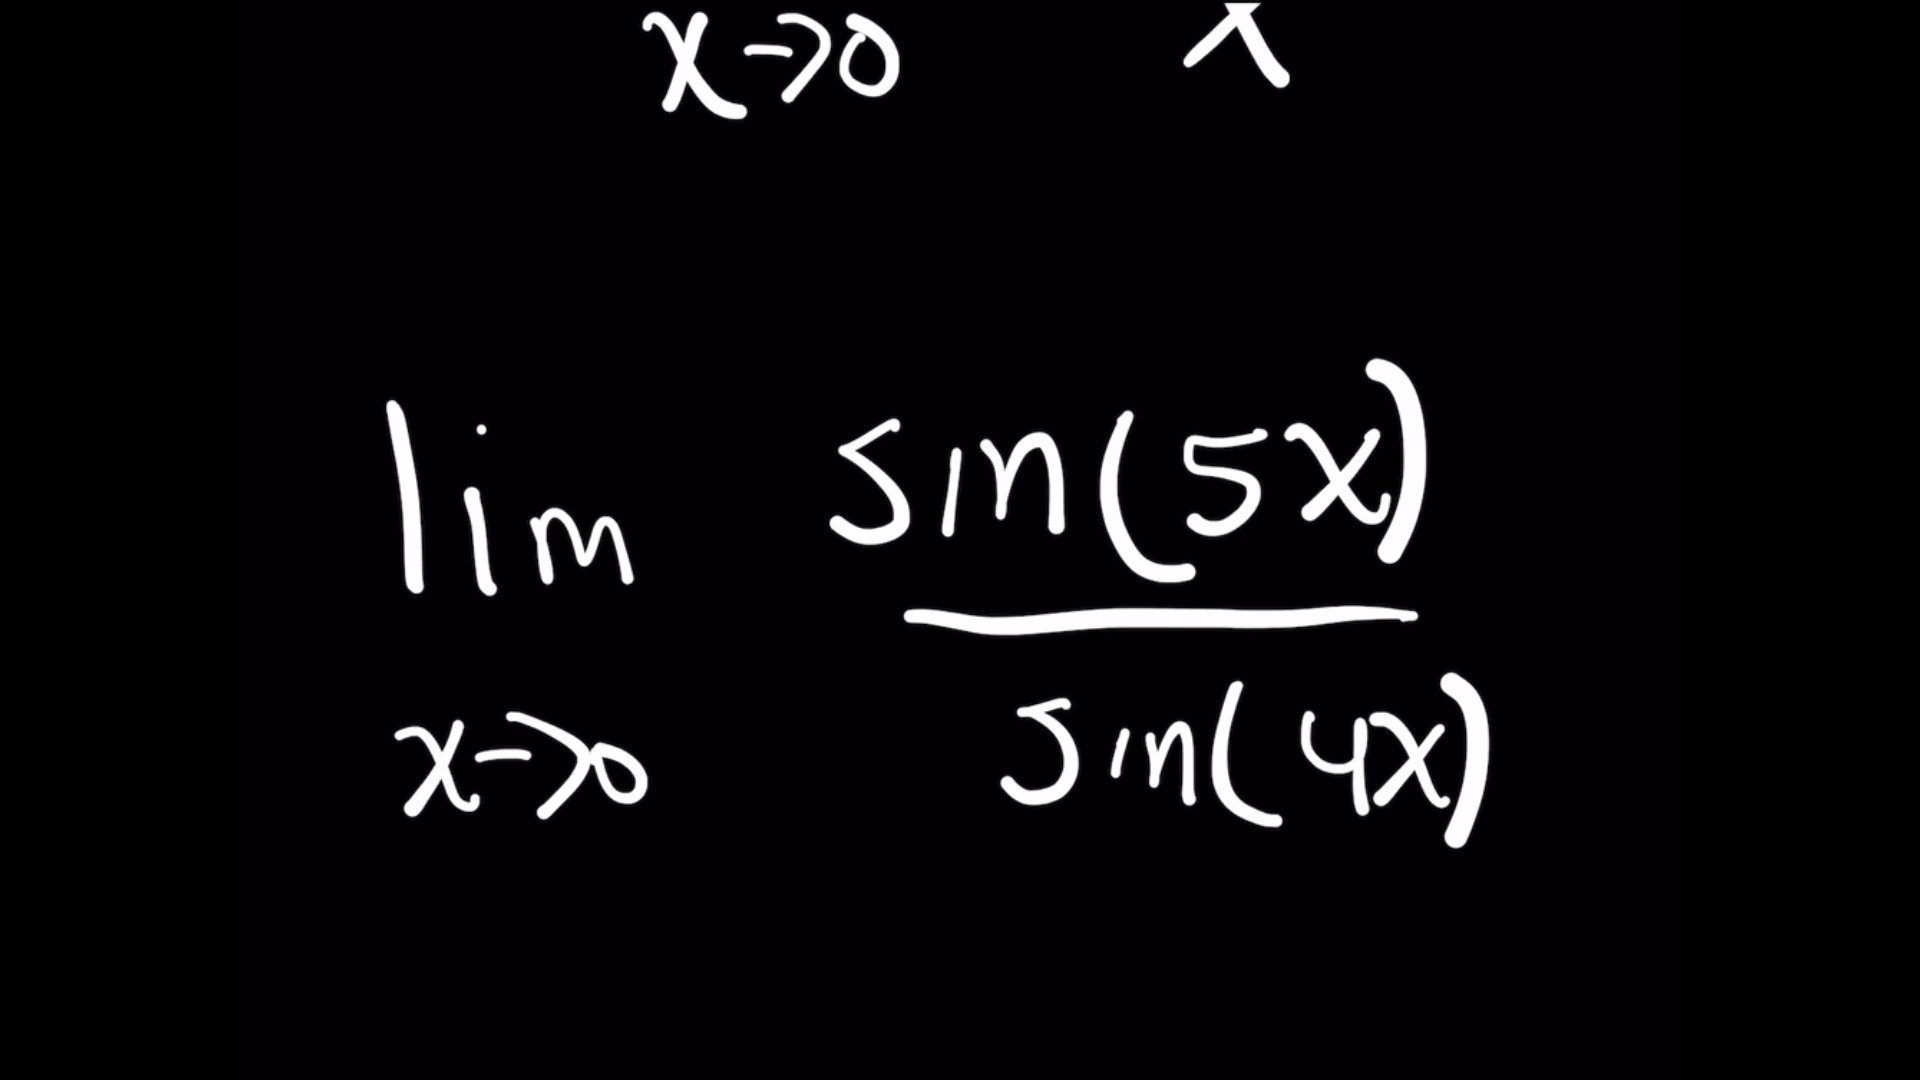 x→0 x
lim sin(5x)
x→0 sin(4x)